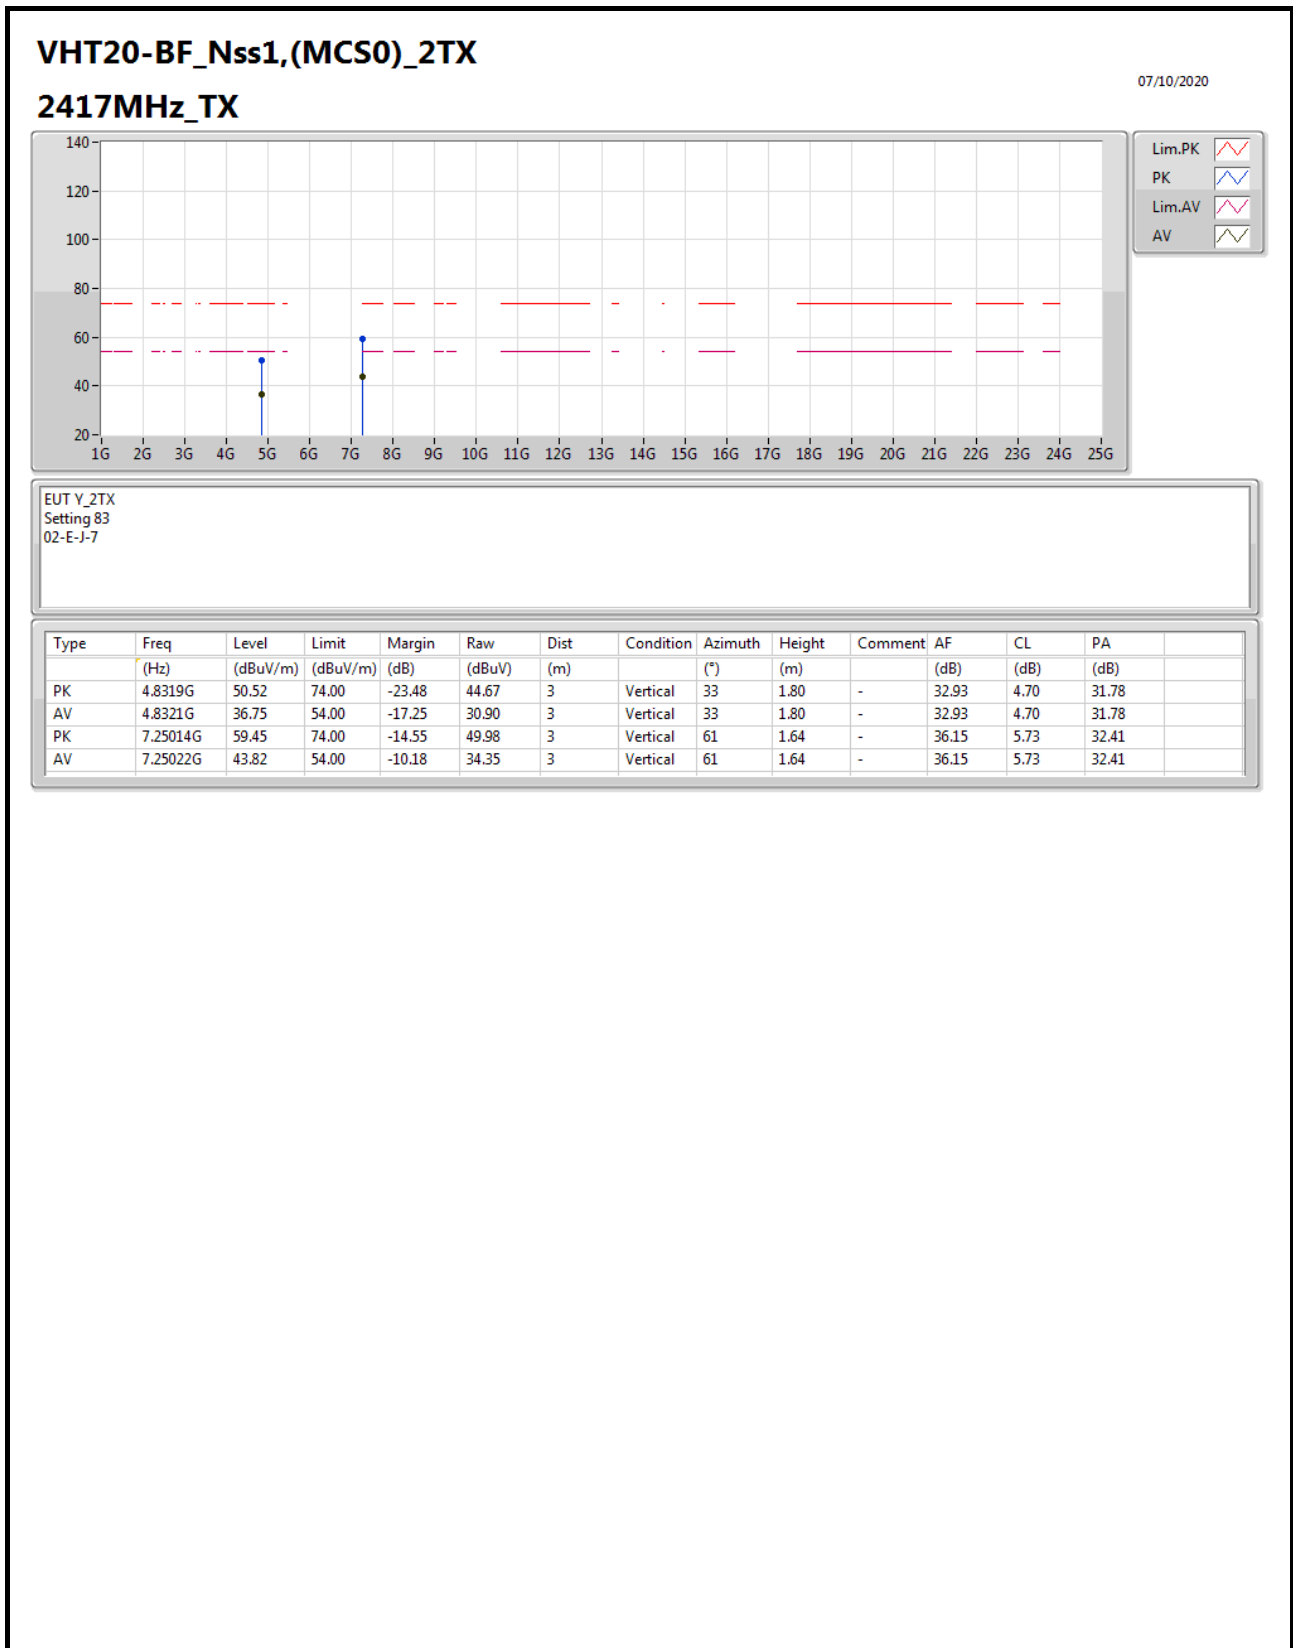 VHT20-BF_Nss1,(MCS0)_2TX
07/10/2020
2417MHz_TX
140
120
100
80
60
40
20
1G 2G 3G 4G 5G 6G 7G 8G 9G 10G 11G 12G 13G 14G 15G 16G 17G 18G 19G 20G 21G 22G 23G 24G 25G
Lim.PK
PK
Lim.AV
AV
EUT Y_2TX
Setting 83
02-E-J-7
Type Freq Level Limit Margin Raw Dist Condition Azimuth Height Comment AF CL PA
(Hz) (dBuV/m) (dBuV/m) (dB) (dBuV) (m) (°) (m) (dB) (dB) (dB)
PK 4.8319G 50.52 74.00 -23.48 44.67 3 Vertical 33 1.80 - 32.93 4.70 31.78
AV 4.8321G 36.75 54.00 -17.25 30.90 3 Vertical 33 1.80 - 32.93 4.70 31.78
PK 7.25014G 59.45 74.00 -14.55 49.98 3 Vertical 61 1.64 - 36.15 5.73 32.41
AV 7.25022G 43.82 54.00 -10.18 34.35 3 Vertical 61 1.64 - 36.15 5.73 32.41